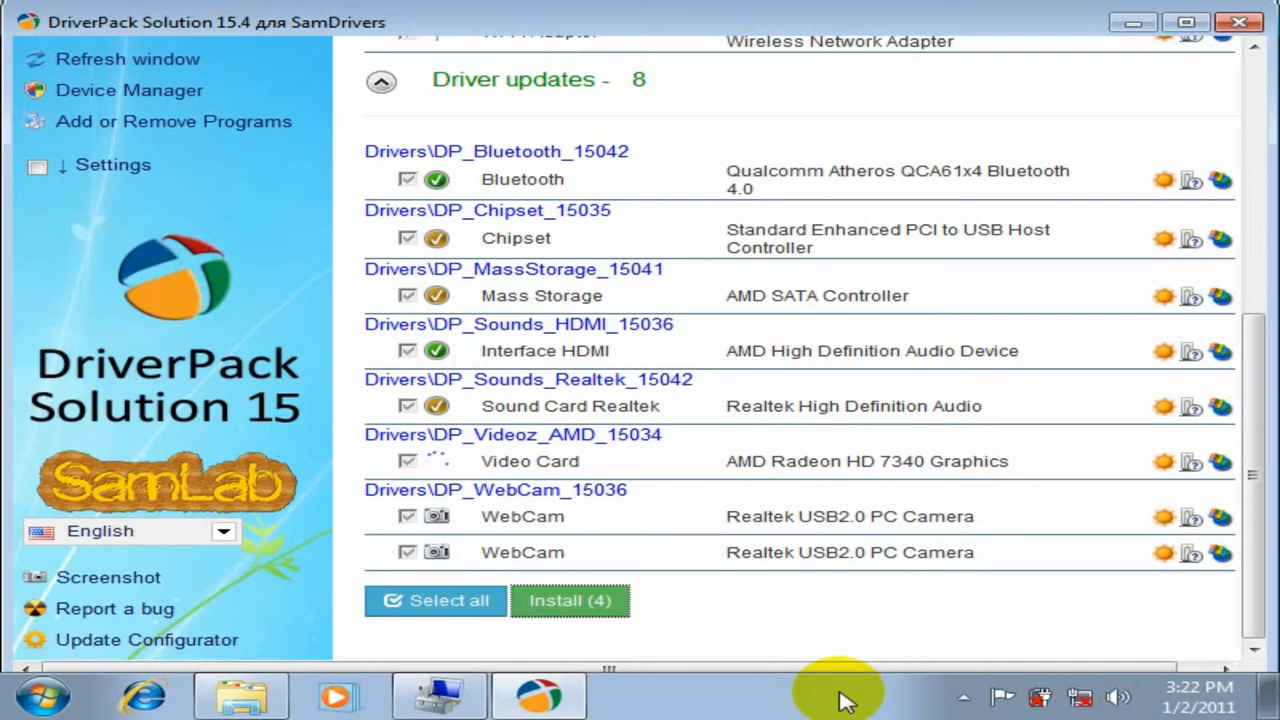 DriverPack Solution 15.4 для SamDrivers
Refresh window
Device Manager
Add or Remove Programs
↓ Settings
DriverPack
Solution 15
SamLab
English
Screenshot
Report a bug
Update Configurator
Wireless Network Adapter
Driver updates - 8
Drivers\DP_Bluetooth_15042
Bluetooth Qualcomm Atheros QCA61x4 Bluetooth
4.0
Drivers\DP_Chipset_15035
Chipset Standard Enhanced PCI to USB Host
Controller
Drivers\DP_MassStorage_15041
Mass Storage AMD SATA Controller
Drivers\DP_Sounds_HDMI_15036
Interface HDMI AMD High Definition Audio Device
Drivers\DP_Sounds_Realtek_15042
Sound Card Realtek Realtek High Definition Audio
Drivers\DP_Videoz_AMD_15034
Video Card AMD Radeon HD 7340 Graphics
Drivers\DP_WebCam_15036
WebCam Realtek USB2.0 PC Camera
WebCam Realtek USB2.0 PC Camera
Select all Install (4)
3:22 PM
1/2/2011